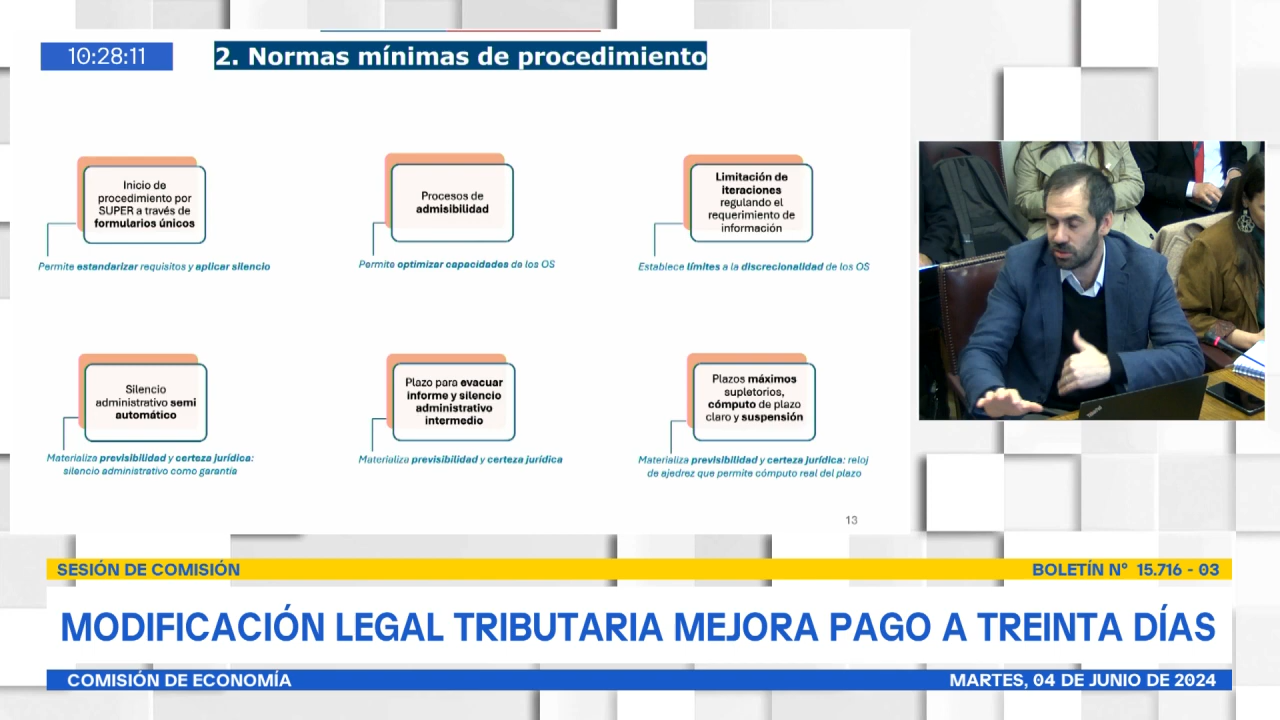 10:28:11
2. Normas mínimas de procedimiento
Inicio de
procedimiento por
SUPER a través de
formularios únicos
Permite estandarizar requisitos y aplicar silencio
Procesos de
admisibilidad
Permite optimizar capacidades de los OS
Limitación de
iteraciones
regulando el
requerimiento de
información
Establece límites a la discrecionalidad de los OS
Silencio
administrativo semi
automático
Materializa previsibilidad y certeza jurídica:
silencio administrativo como garantía
Plazo para evacuar
informe y silencio
administrativo
intermedio
Materializa previsibilidad y certeza jurídica
Plazos máximos
supletorios,
cómputo de plazo
claro y suspensión
Materializa previsibilidad y certeza jurídica: reloj
de ajedrez que permite cómputo real del plazo
13
SESIÓN DE COMISIÓN
BOLETÍN N° 15.716 - 03
MODIFICACIÓN LEGAL TRIBUTARIA MEJORA PAGO A TREINTA DÍAS
COMISIÓN DE ECONOMÍA
MARTES, 04 DE JUNIO DE 2024